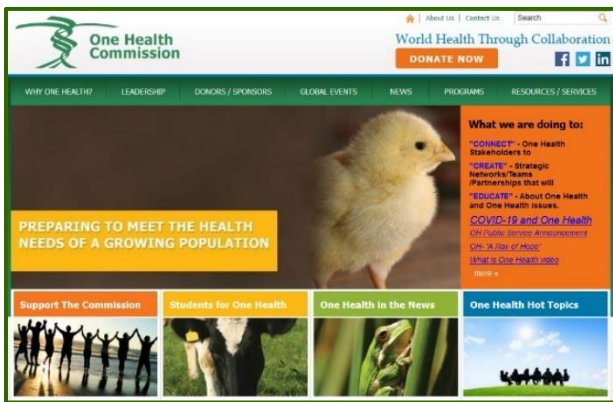 About Us | Contact Us
Search
One Health
Commission
World Health Through Collaboration
DONATE NOW
WHY ONE HEALTH?
LEADERSHIP
DONORS / SPONSORS
GLOBAL EVENTS
NEWS
PROGRAMS
RESOURCES / SERVICES
What we are doing to:
"CONNECT" - One Health
Stakeholders to
"CREATE" - Strategic
Networks/Teams
/Partnerships that will
"EDUCATE" - About One Health
and One Health issues.
COVID-19 and One Health
OH Public Service Announcement
OH- 'A Ray of Hope'
What is One Health video
more »
PREPARING TO MEET THE HEALTH
NEEDS OF A GROWING POPULATION
Support The Commission
Students for One Health
One Health in the News
One Health Hot Topics